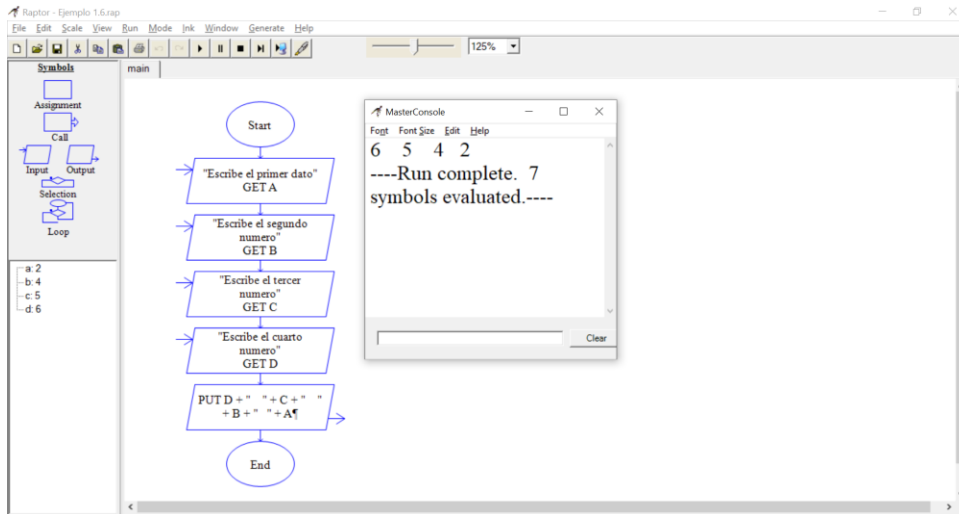 Raptor - Ejemplo 1.6.rap
File Edit Scale View Run Mode Ink Window Generate Help
125%
Symbols
Assignment
Call
Input Output
Selection
Loop
a: 2
b: 4
c: 5
d: 6
main
Start
"Escribe el primer dato"
GET A
"Escribe el segundo
numero"
GET B
"Escribe el tercer
numero"
GET C
"Escribe el cuarto
numero"
GET D
PUT D + "   " + C + "   "
+ B + "   " + A¶
End
MasterConsole
Font Font Size Edit Help
6 5 4 2
----Run complete. 7
symbols evaluated.----
Clear